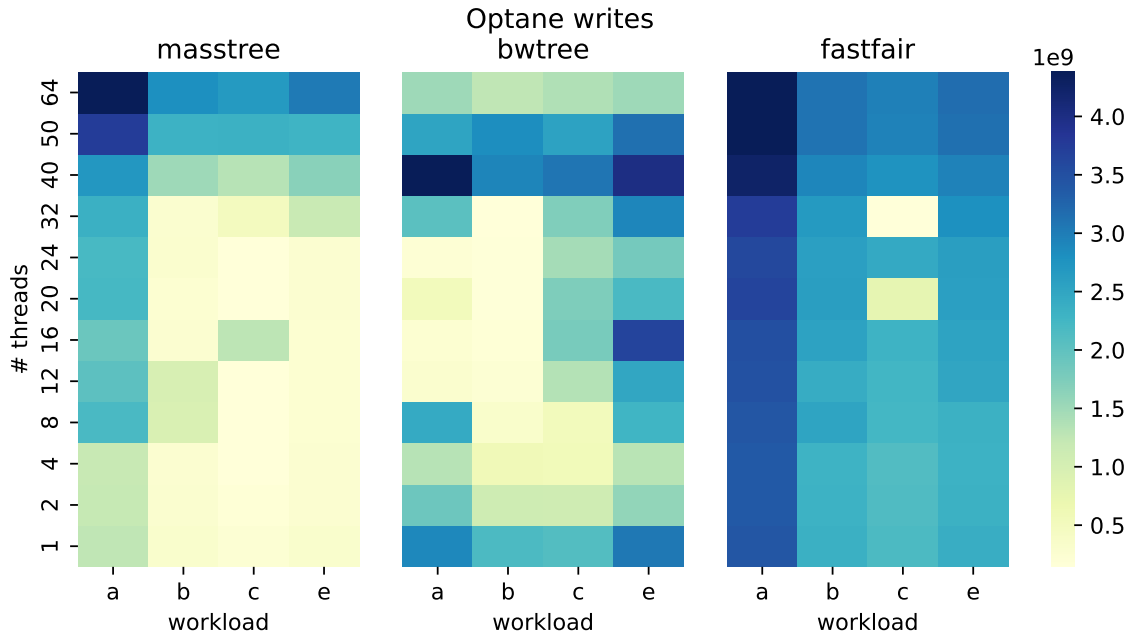 Optane writes
masstree
bwtree
fastfair
1e9
# threads
64
50
40
32
24
20
16
12
8
4
2
1
a b c e
workload
a b c e
workload
a b c e
workload
4.0
3.5
3.0
2.5
2.0
1.5
1.0
0.5